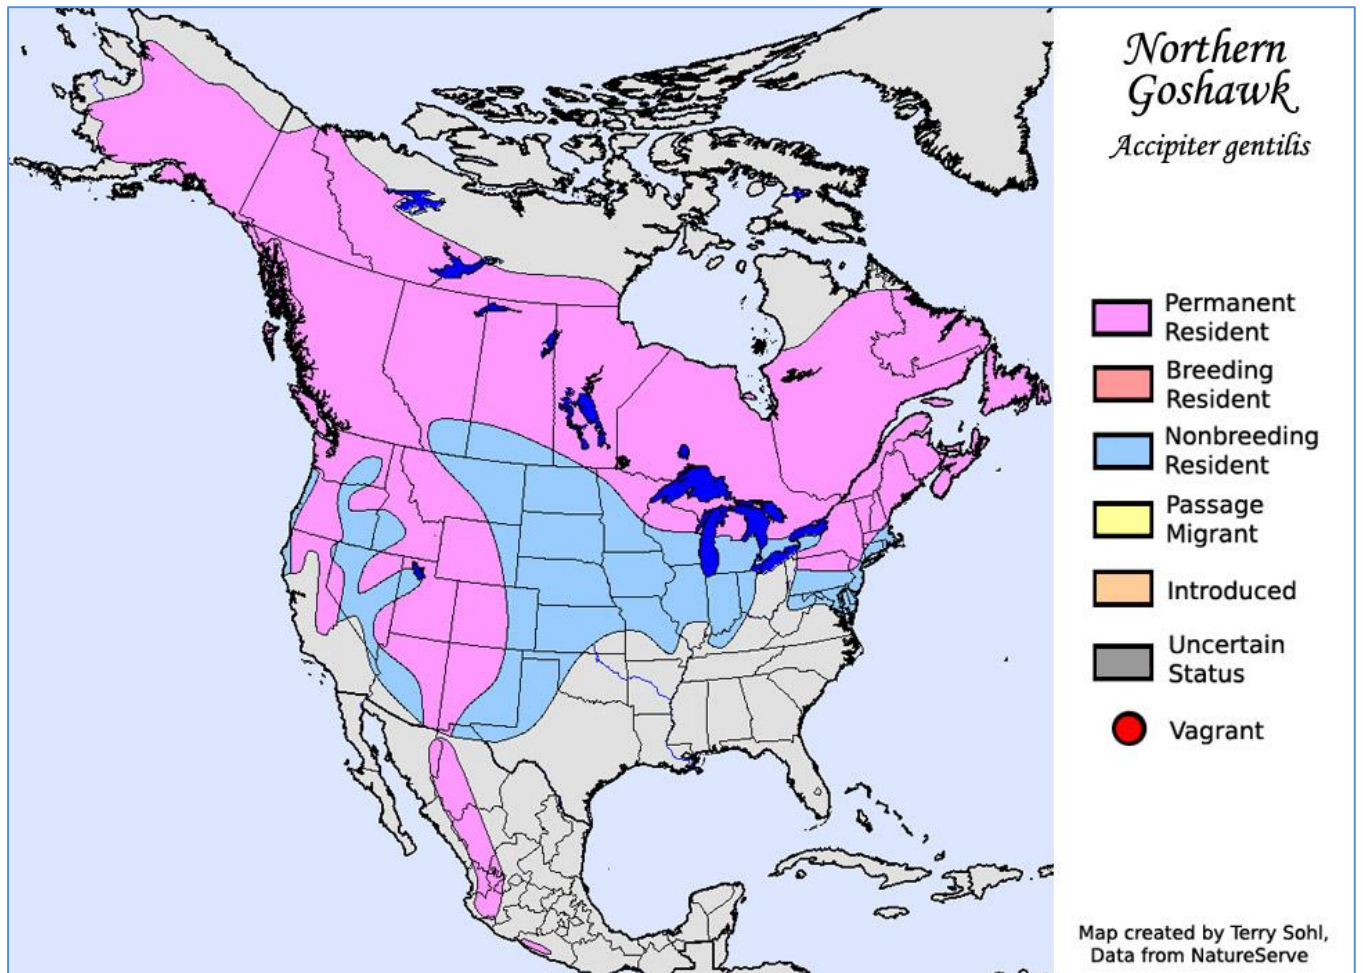 Northern
Goshawk
Accipiter gentilis
Permanent
Resident
Breeding
Resident
Nonbreeding
Resident
Passage
Migrant
Introduced
Uncertain
Status
Vagrant
Map created by Terry Sohl,
Data from NatureServe